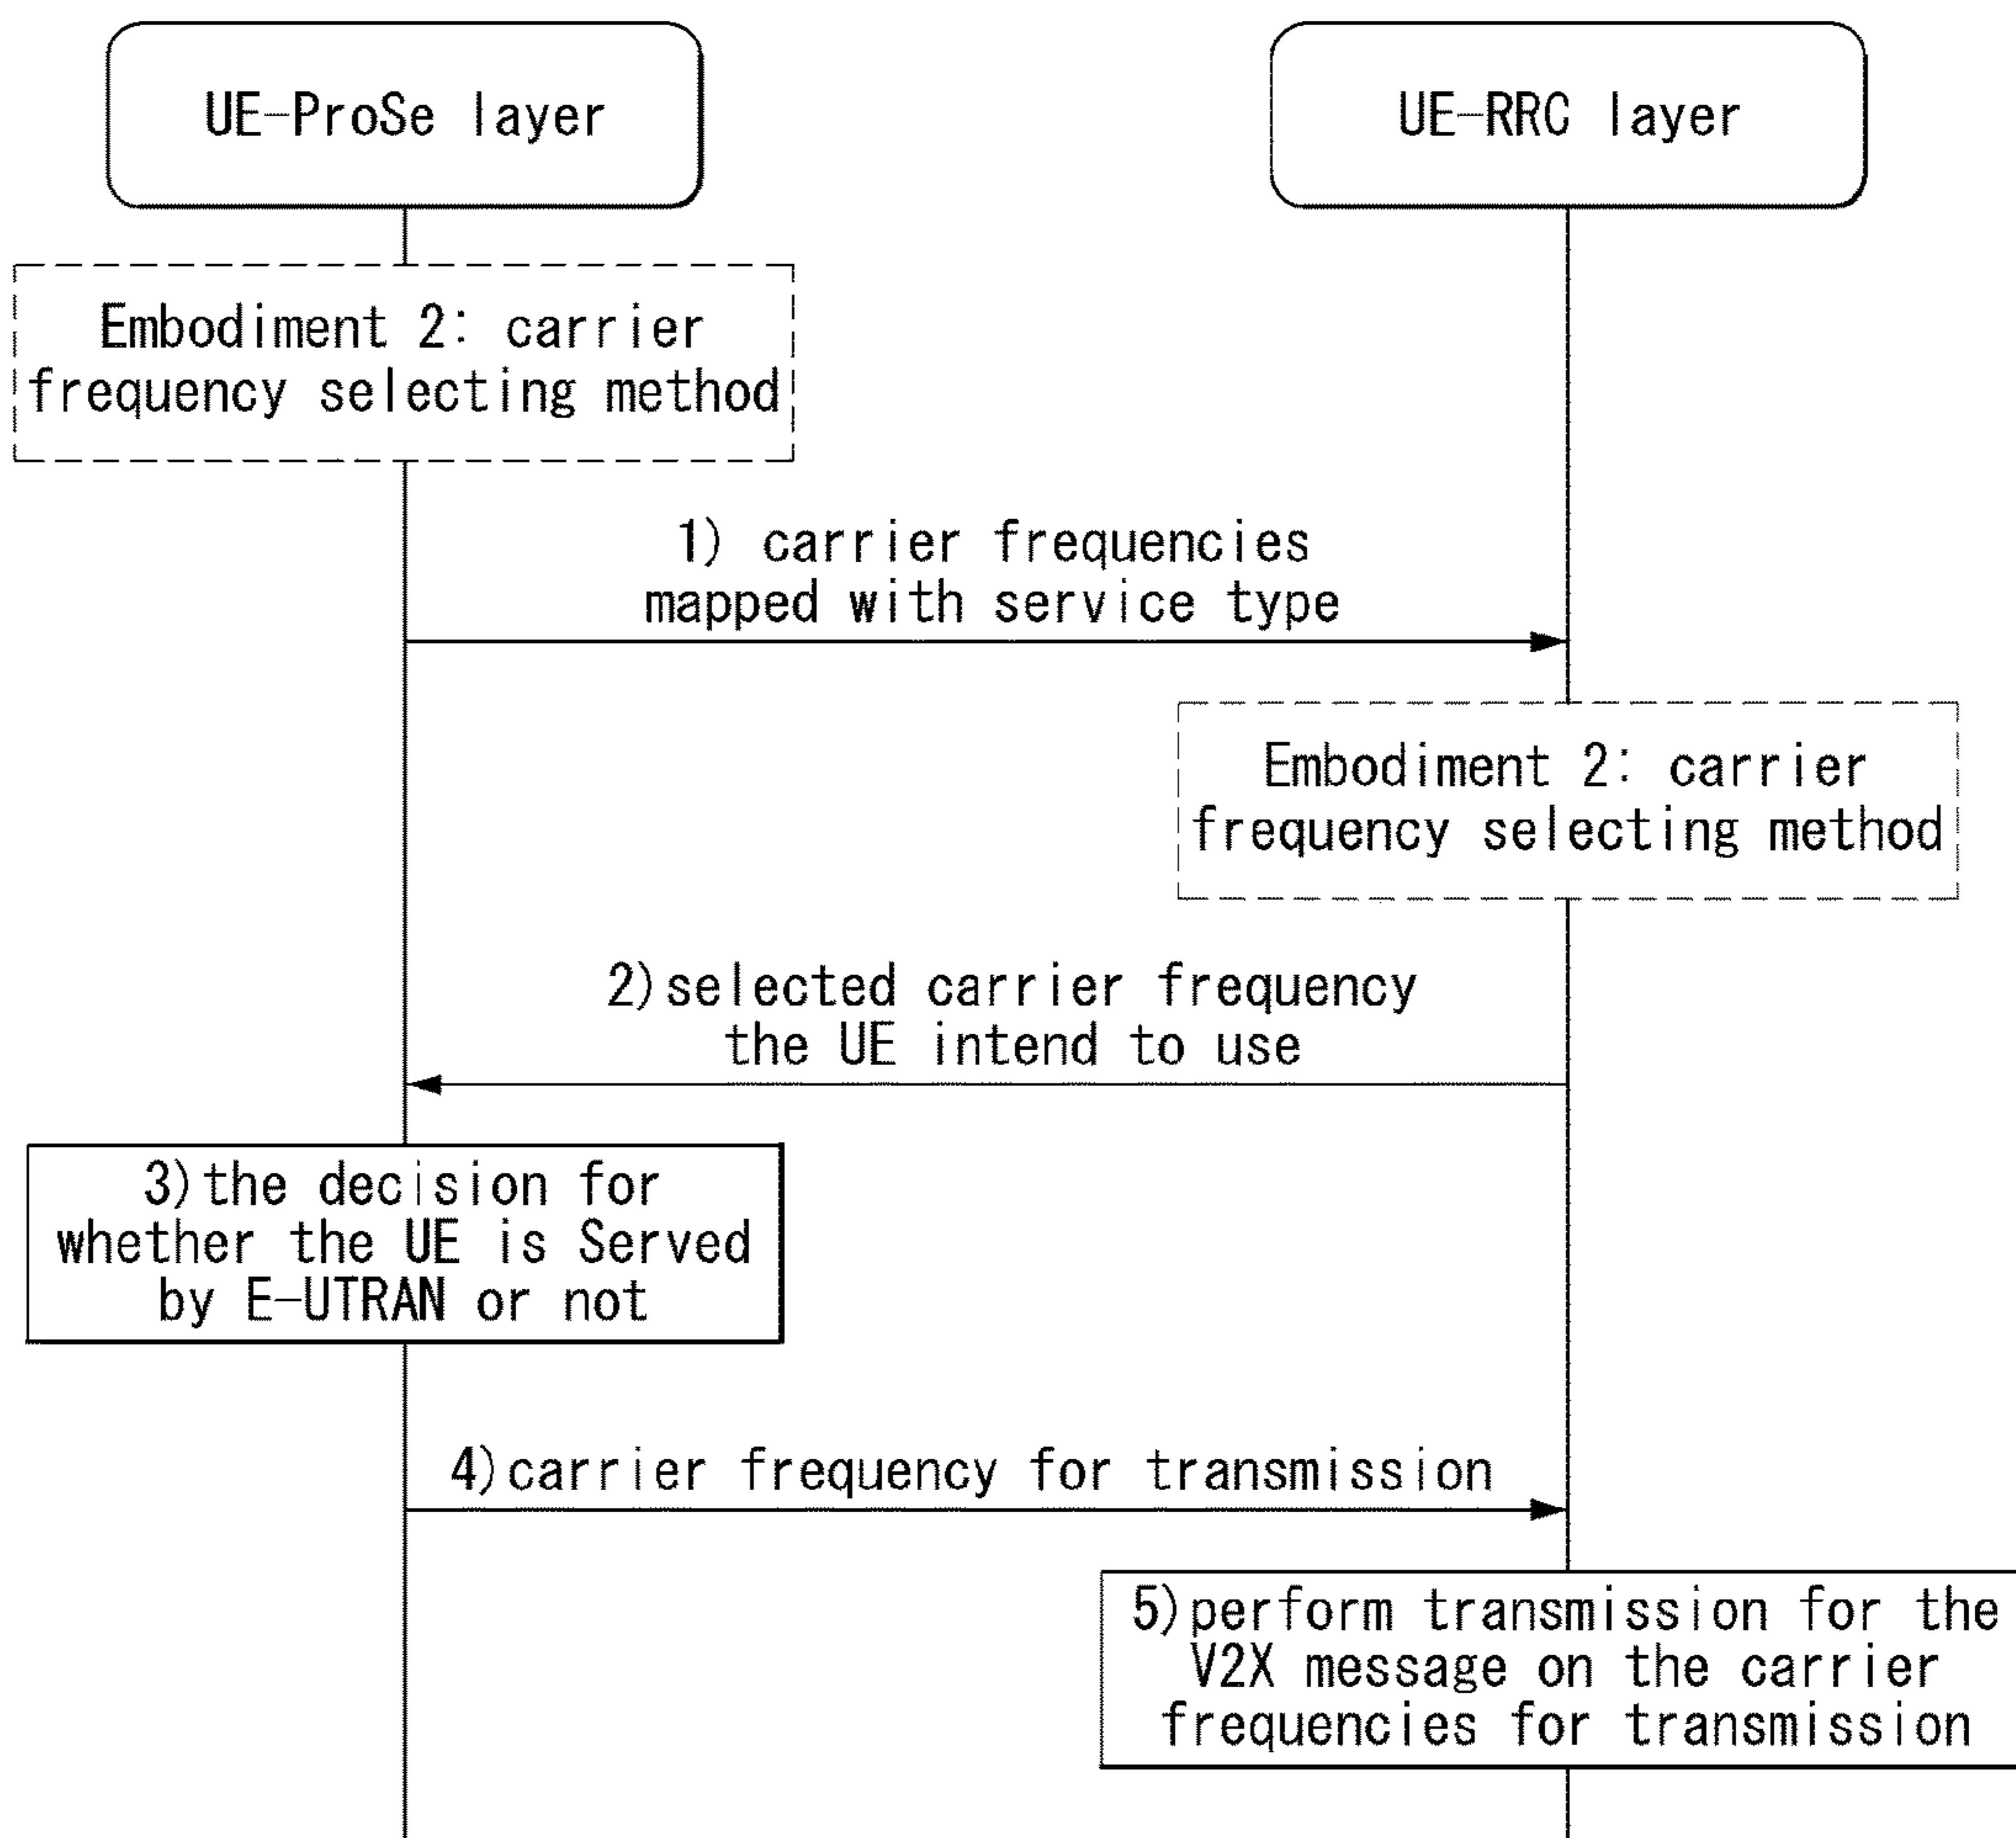 UE-ProSe layer
UE-RRC layer
Embodiment 2: carrier
frequency selecting method
1) carrier frequencies
mapped with service type
Embodiment 2: carrier
frequency selecting method
2)selected carrier frequency
the UE intend to use
3)the decision for
whether the UE is Served
by E-UTRAN or not
4)carrier frequency for transmission
5)perform transmission for the
V2X message on the carrier
frequencies for transmission